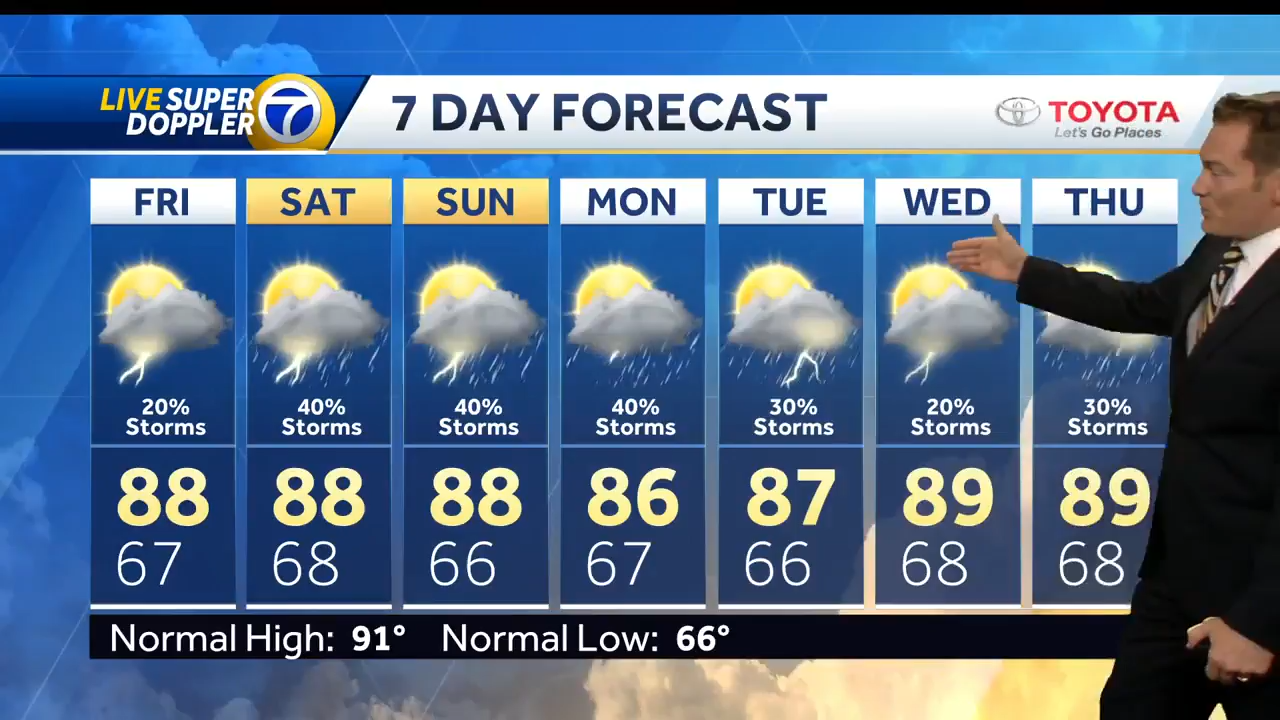 LIVE SUPER
DOPPLER
7
7 DAY FORECAST
TOYOTA
Let's Go Places
FRI
SAT
SUN
MON
TUE
WED
THU
20%
Storms
40%
Storms
40%
Storms
40%
Storms
30%
Storms
20%
Storms
30%
Storms
88
88
88
86
87
89
89
67
68
66
67
66
68
68
Normal High: 91° Normal Low: 66°